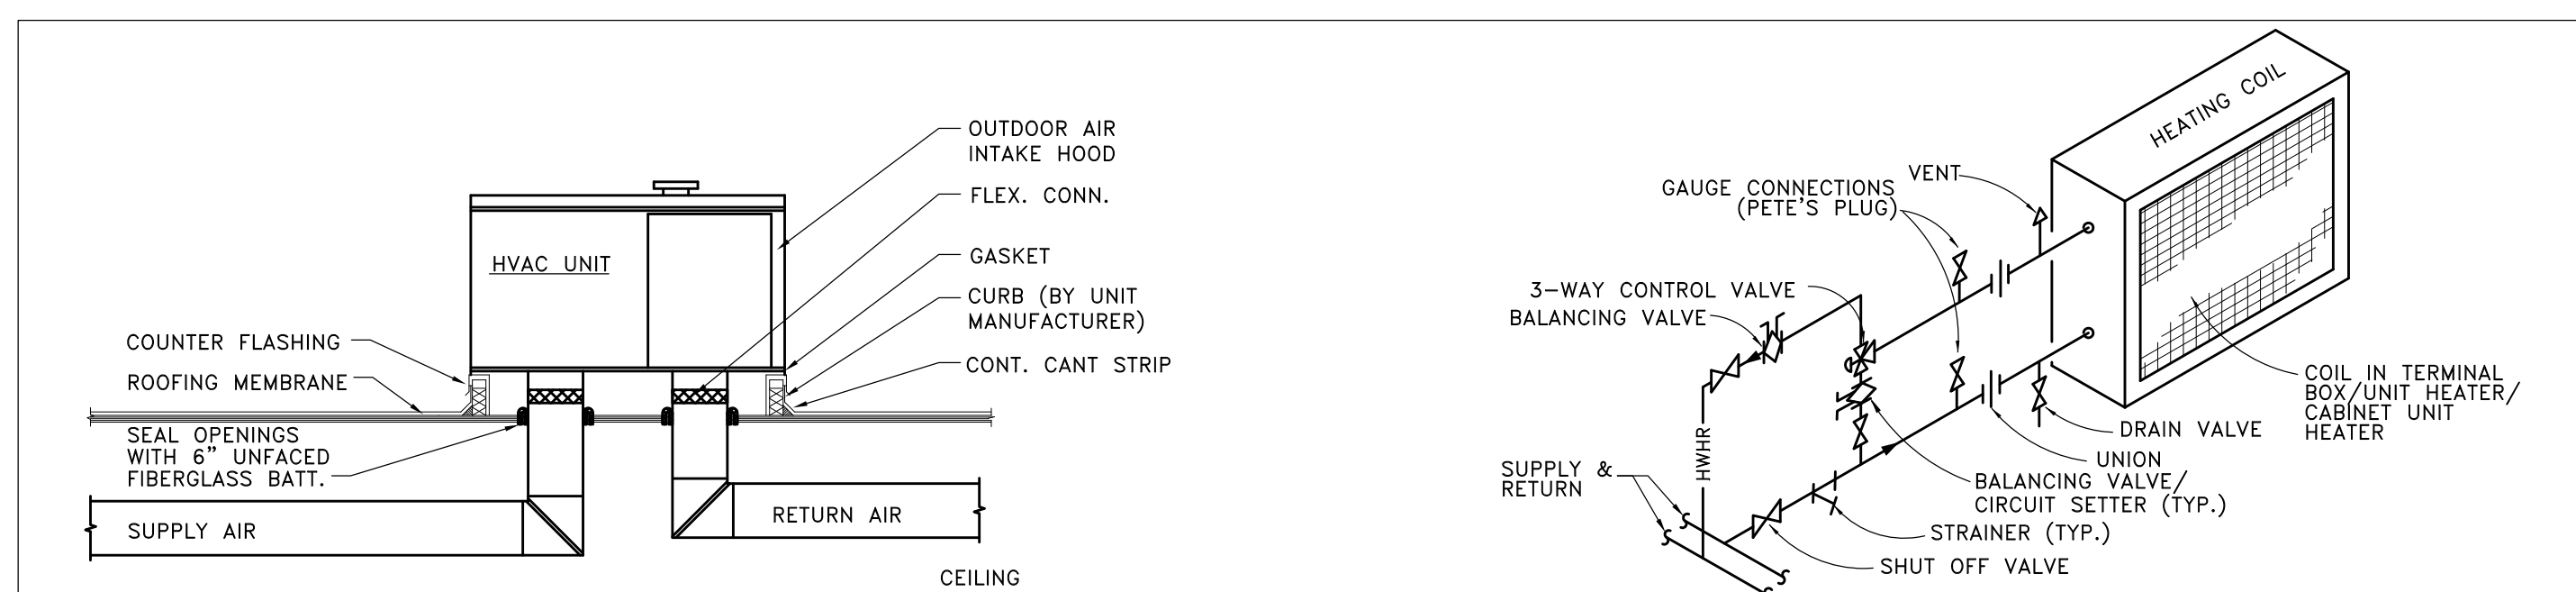 OUTDOOR AIR
INTAKE HOOD
FLEX. CONN.
HVAC UNIT
GASKET
CURB (BY UNIT
MANUFACTURER)
COUNTER FLASHING
CONT. CANT STRIP
ROOFING MEMBRANE
SEAL OPENINGS
WITH 6" UNFACED
FIBERGLASS BATT.
SUPPLY AIR
RETURN AIR
CEILING
HEATING COIL
VENT
GAUGE CONNECTIONS
(PETE'S PLUG)
3-WAY CONTROL VALVE
BALANCING VALVE
HWHR
SUPPLY &
RETURN
COIL IN TERMINAL
BOX/UNIT HEATER/
CABINET UNIT
HEATER
DRAIN VALVE
UNION
BALANCING VALVE/
CIRCUIT SETTER (TYP.)
STRAINER (TYP.)
SHUT OFF VALVE